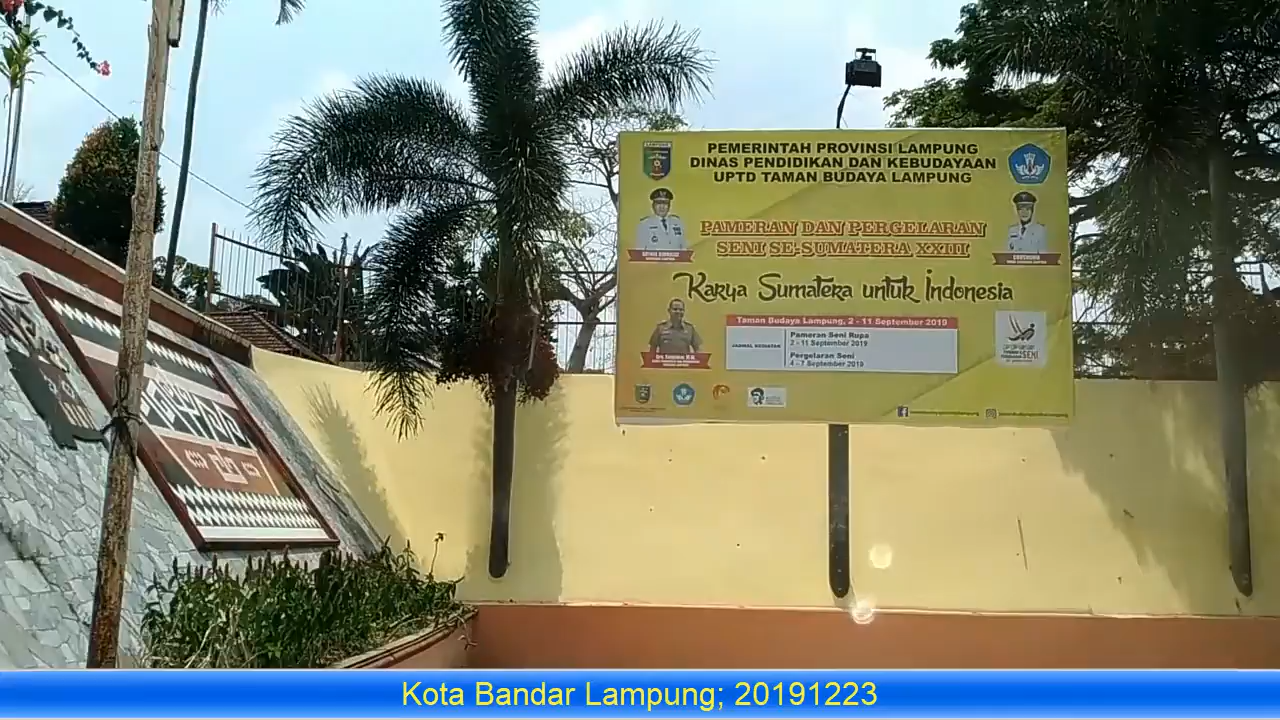 PEMERINTAH PROVINSI LAMPUNG
DINAS PENDIDIKAN DAN KEBUDAYAAN
UPTD TAMAN BUDAYA LAMPUNG
PAMERAN DAN PERGELARAN
SENI SE-SUMATERA XXIII
Karya Sumatera untuk Indonesia
Taman Budaya Lampung, 2 - 11 September 2019
JADWAL KEGIATAN
Pameran Seni Rupa
2 - 11 September 2019
Pergelaran Seni
4 - 7 September 2019
SENI
Kota Bandar Lampung; 20191223